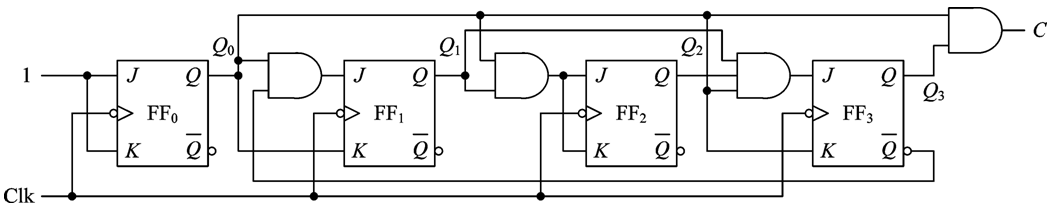 C
Q₀
Q₁
Q₂
1
J
Q
J
Q
J
Q
J
Q
Q₃
FF₀
FF₁
FF₂
FF₃
K
Q̅
K
Q̅
K
Q̅
K
Q̅
Clk